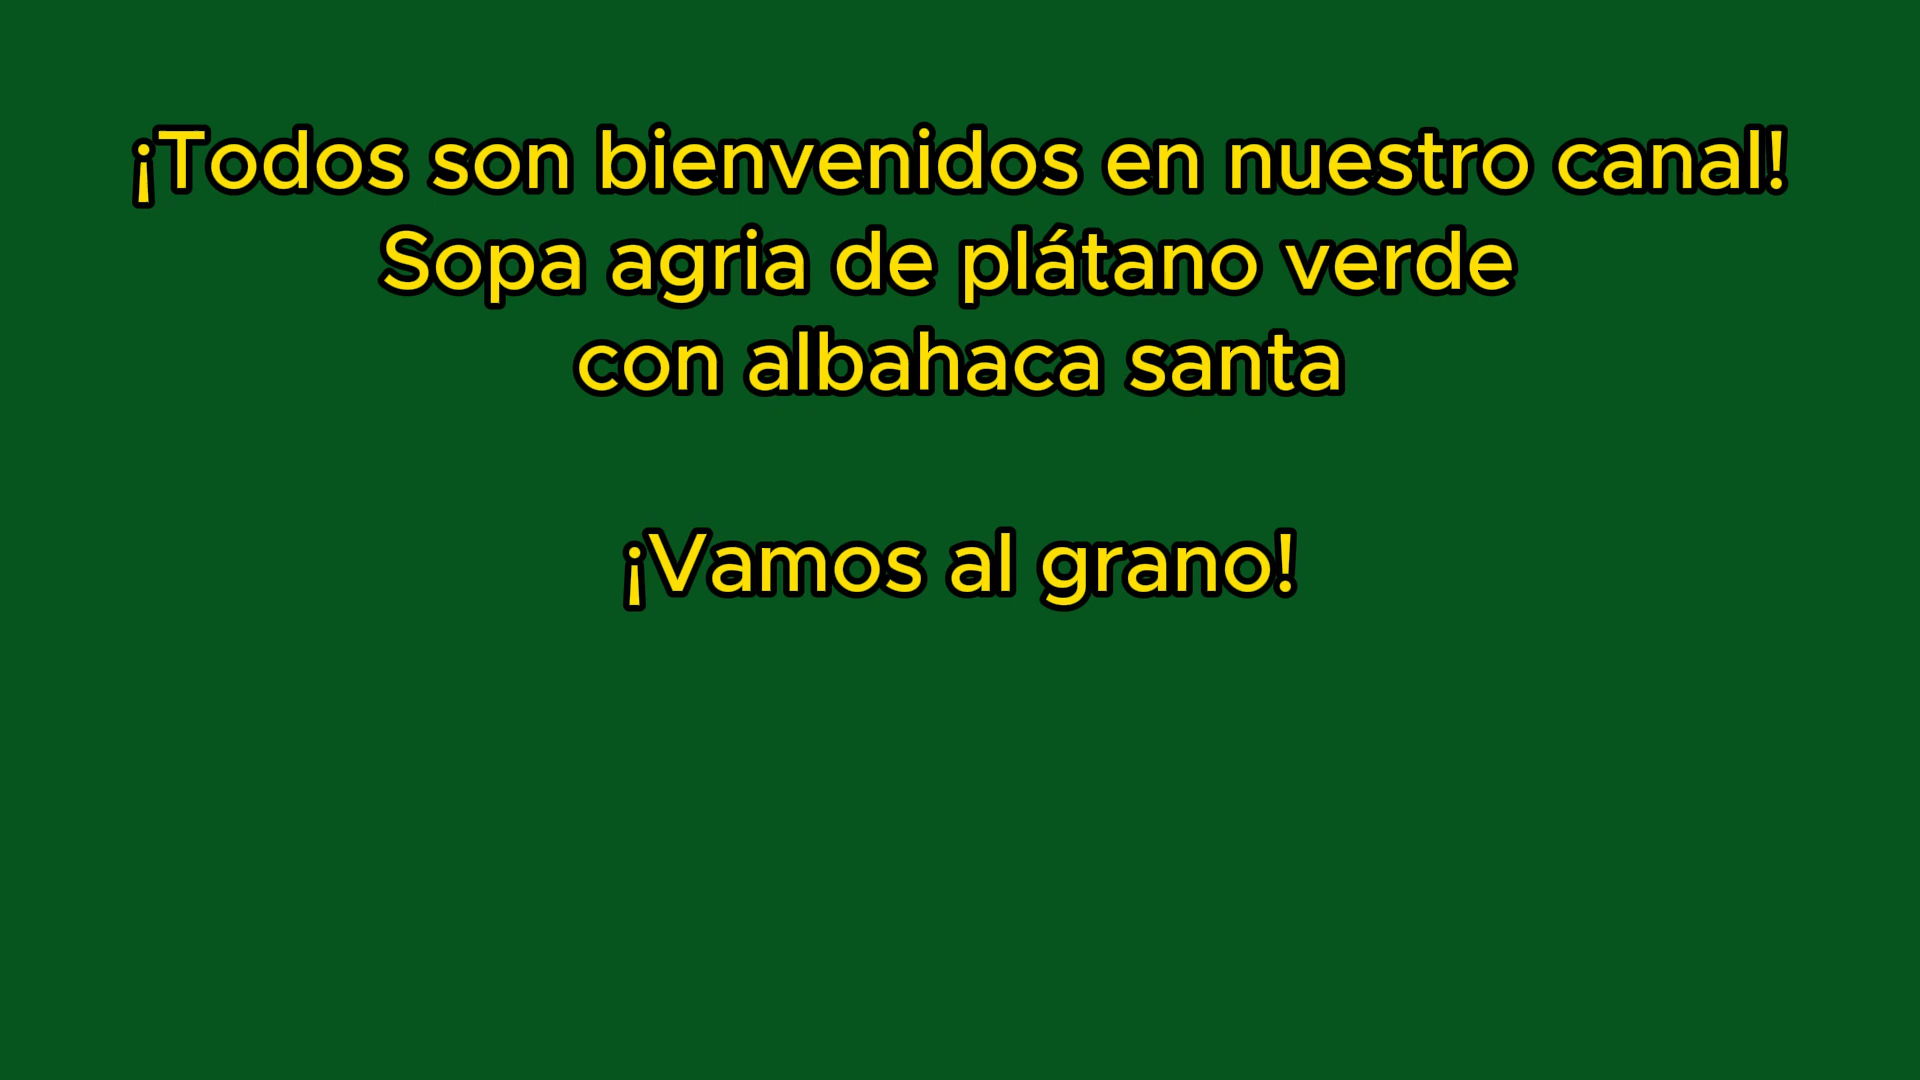 ¡Todos son bienvenidos en nuestro canal!
Sopa agria de plátano verde
con albahaca santa
¡Vamos al grano!